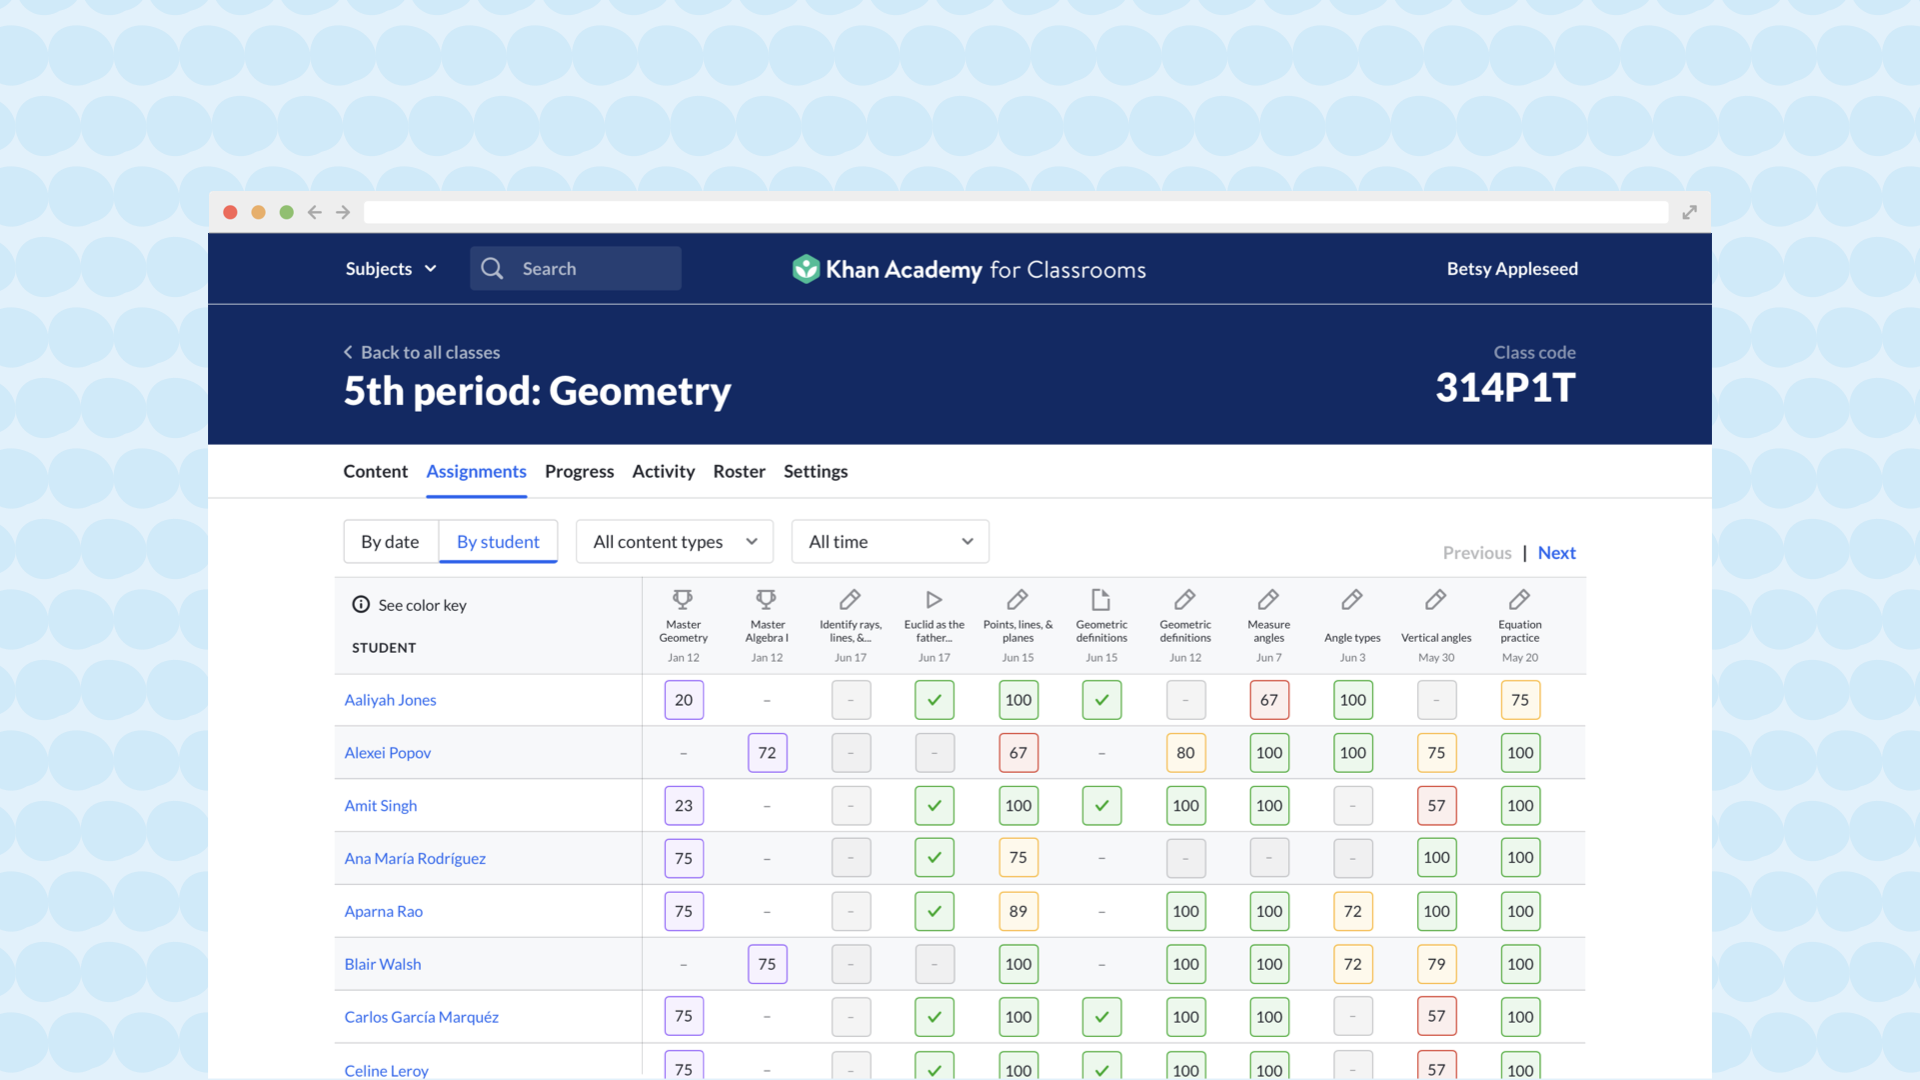 Subjects
Search
Khan Academy for Classrooms
Betsy Appleseed
Back to all classes
Class code
5th period: Geometry
314P1T
Content Assignments Progress Activity Roster Settings
By date By student All content types All time
Previous | Next
See color key
STUDENT
Master Geometry Jan 12
Master Algebra I Jan 12
Identify rays, lines, &... Jun 17
Euclid as the father... Jun 17
Points, lines, & planes Jun 15
Geometric definitions Jun 15
Geometric definitions Jun 12
Measure angles Jun 7
Angle types Jun 3
Vertical angles May 30
Equation practice May 20
Aaliyah Jones 20 – – ✓ 100 ✓ – 67 100 – 75
Alexei Popov – 72 – – 67 – 80 100 100 75 100
Amit Singh 23 – – ✓ 100 ✓ 100 100 – 57 100
Ana María Rodríguez 75 – – ✓ 75 – – – – 100 100
Aparna Rao 75 – – ✓ 89 – 100 100 72 100 100
Blair Walsh – 75 – – 100 – 100 100 72 79 100
Carlos García Marquéz 75 – – ✓ 100 ✓ 100 100 – 57 100
Celine Leroy 75 – – ✓ 100 ✓ 100 100 – 57 100